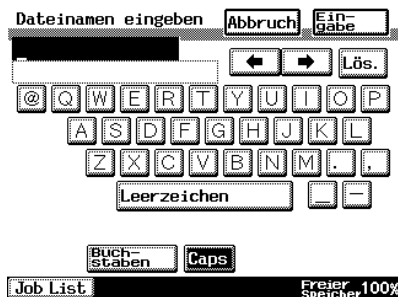 Dateinamen eingeben Abbruch Ein-
gabe
Lös.
@ Q W E R T Y U I O P
A S D F G H J K L
Z X C V B N M . ,
Leerzeichen _ -
Buch-
staben Caps
Job List Freier
Speicher 100%